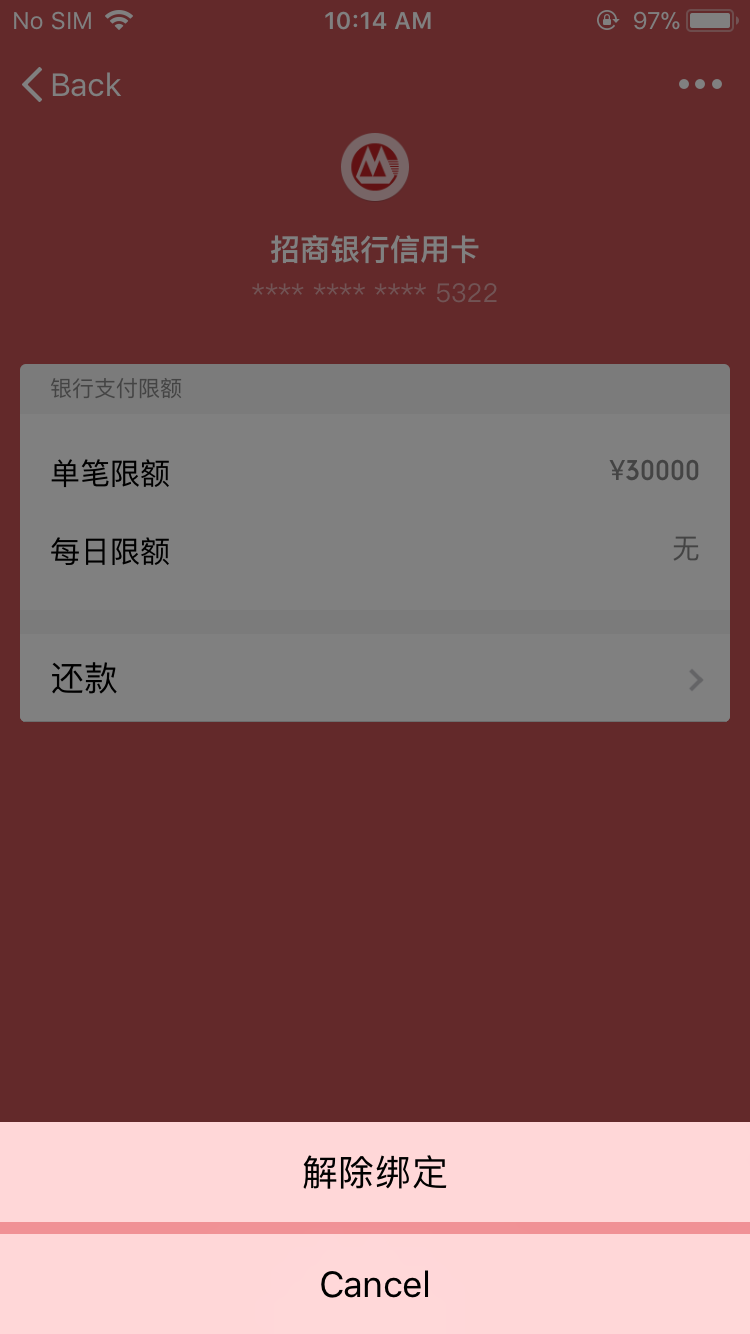 No SIM 10:14 AM 97%
Back
招商银行信用卡
**** **** **** 5322
银行支付限额
单笔限额 ¥30000
每日限额 无
还款
解除绑定
Cancel